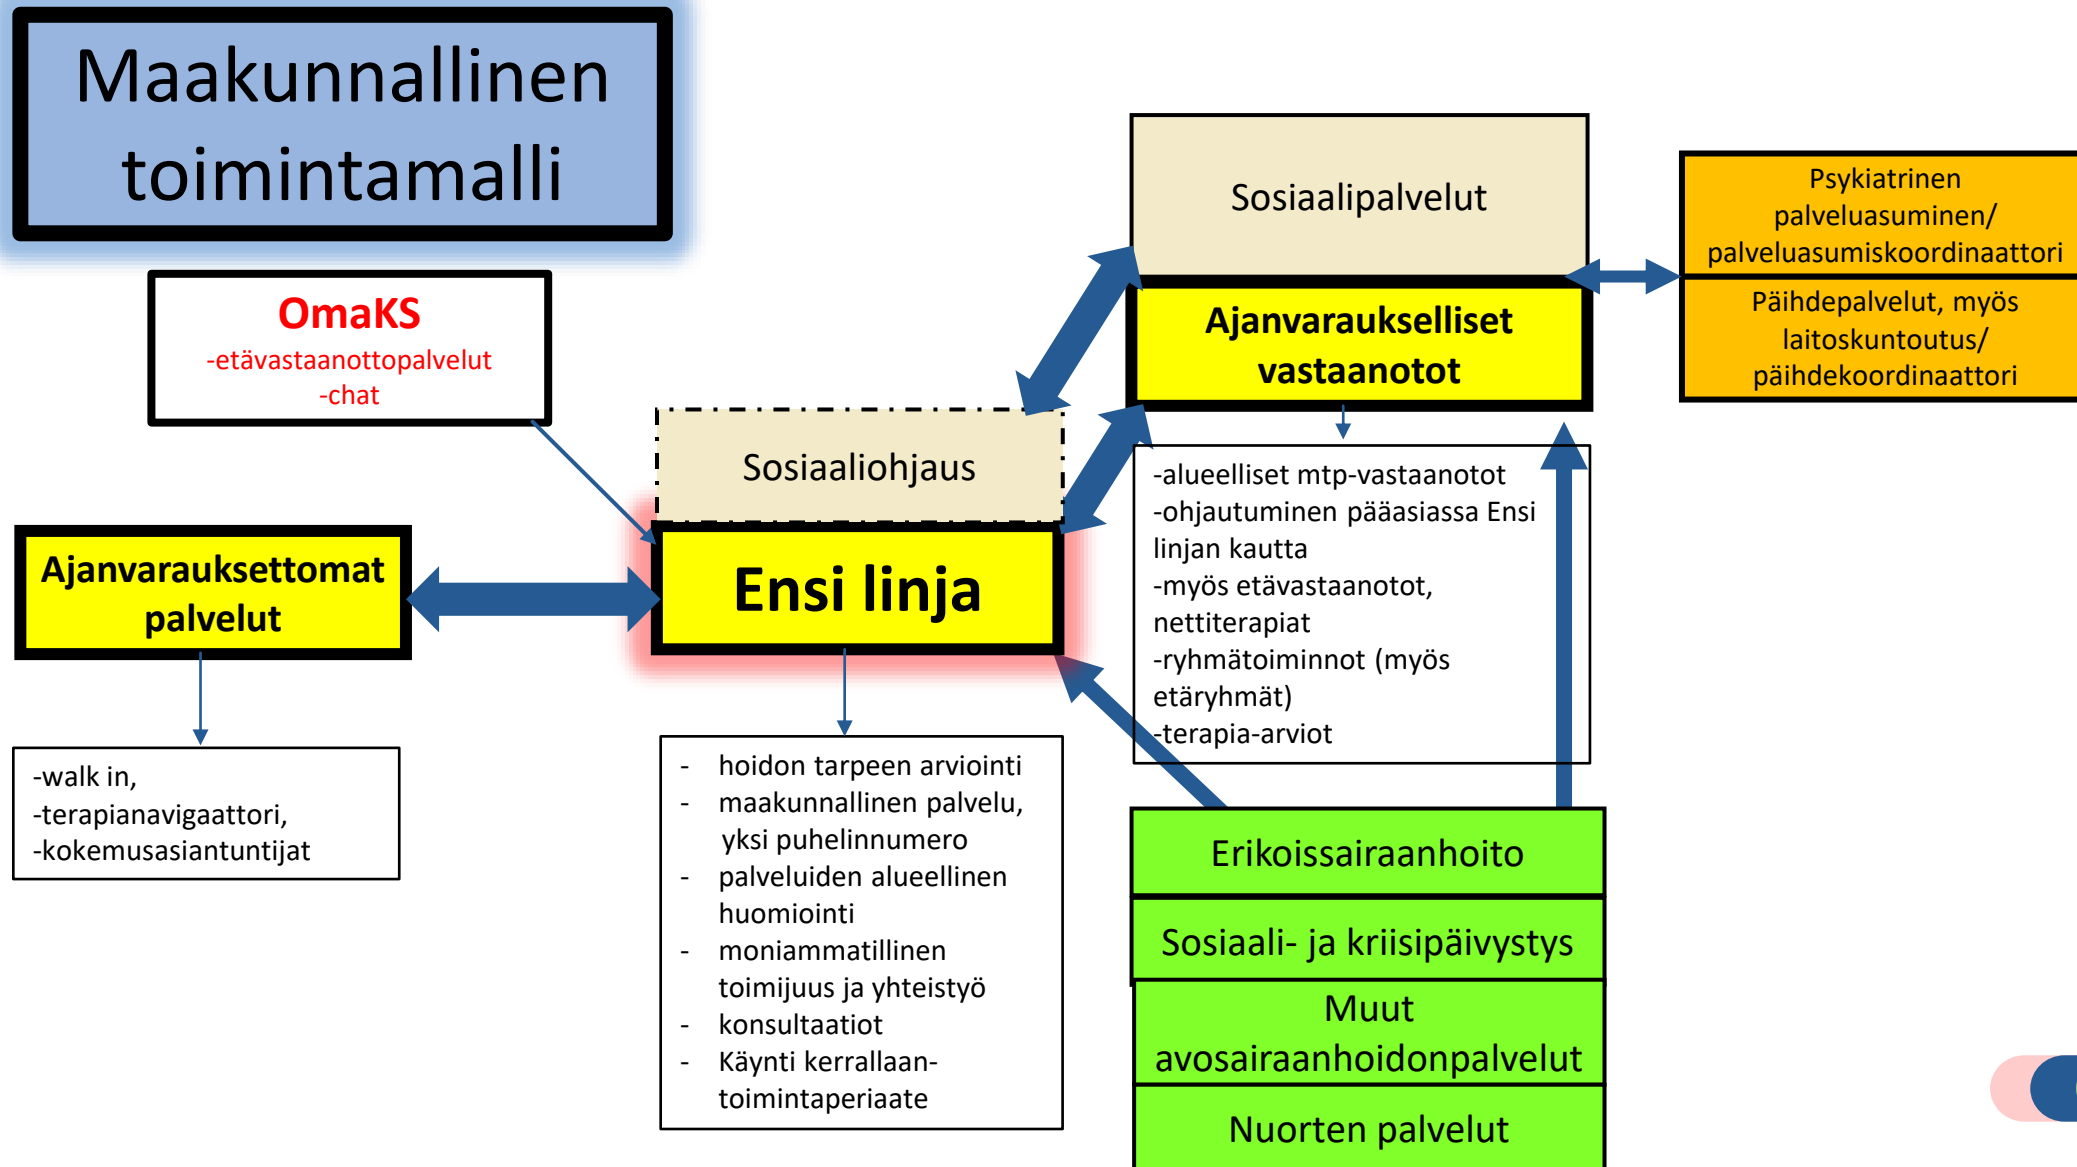 Maakunnallinen
toimintamalli
OmaKS
-etävastaanottopalvelut
-chat
Sosiaalipalvelut
Ajanvaraukselliset
vastaanotot
Psykiatrinen
palveluasuminen/
palveluasumiskoordinaattori
Päihdepalvelut, myös
laitoskuntoutus/
päihdekoordinaattori
Sosiaaliohjaus
Ensi linja
Ajanvarauksettomat
palvelut
-walk in,
-terapianavigaattori,
-kokemusasiantuntijat
- hoidon tarpeen arviointi
- maakunnallinen palvelu,
yksi puhelinnumero
- palveluiden alueellinen
huomiointi
- moniammatillinen
toimijuus ja yhteistyö
- konsultaatiot
- Käynti kerrallaan-
toimintaperiaate
-alueelliset mtp-vastaanotot
-ohjautuminen pääasiassa Ensi
linjan kautta
-myös etävastaanotot,
nettiterapiat
-ryhmätoiminnot (myös
etäryhmät)
-terapia-arviot
Erikoissairaanhoito
Sosiaali- ja kriisipäivystys
Muut
avosairaanhoidonpalvelut
Nuorten palvelut